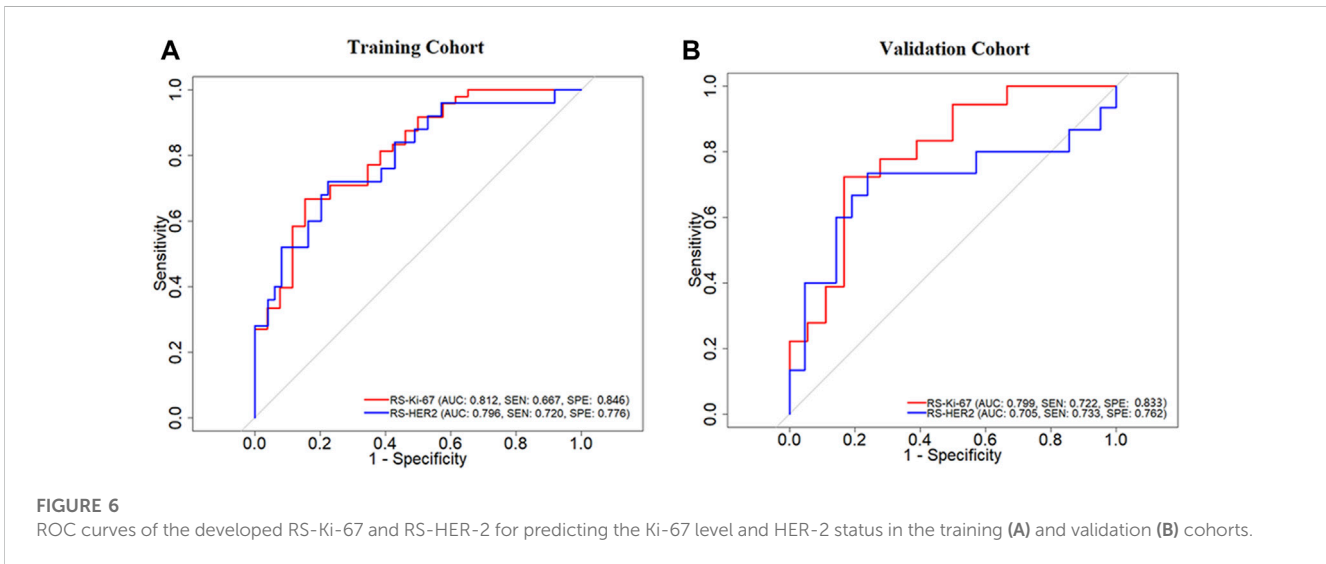 A
Training Cohort
Sensitivity
0.0 0.2 0.4 0.6 0.8 1.0
RS-Ki-67 (AUC: 0.812, SEN: 0.667, SPE: 0.846)
RS-HER2 (AUC: 0.796, SEN: 0.720, SPE: 0.776)
0.0 0.2 0.4 0.6 0.8 1.0
1 - Specificity
B
Validation Cohort
Sensitivity
0.0 0.2 0.4 0.6 0.8 1.0
RS-Ki-67 (AUC: 0.799, SEN: 0.722, SPE: 0.833)
RS-HER2 (AUC: 0.705, SEN: 0.733, SPE: 0.762)
0.0 0.2 0.4 0.6 0.8 1.0
1 - Specificity
FIGURE 6
ROC curves of the developed RS-Ki-67 and RS-HER-2 for predicting the Ki-67 level and HER-2 status in the training (A) and validation (B) cohorts.